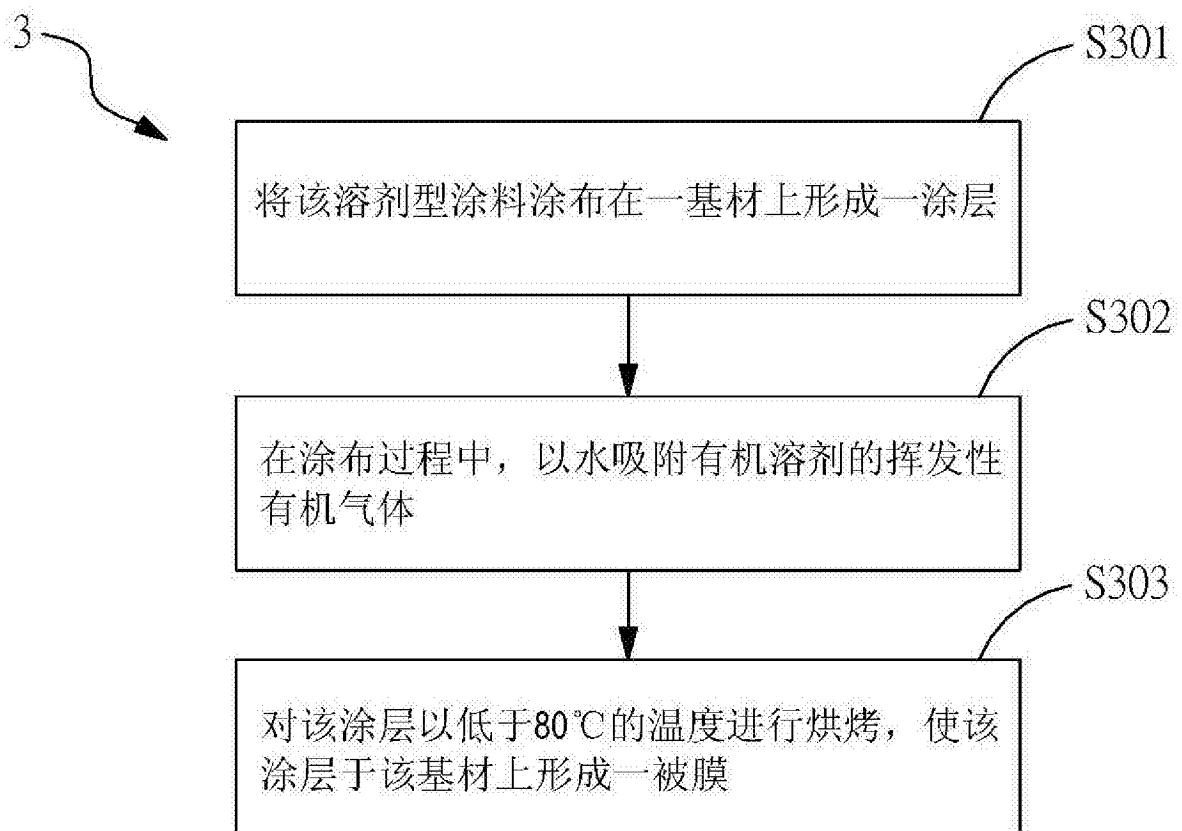 3
S301
将该溶剂型涂料涂布在一基材上形成一涂层
S302
在涂布过程中，以水吸附有机溶剂的挥发性
有机气体
S303
对该涂层以低于80℃的温度进行烘烤，使该
涂层于该基材上形成一被膜